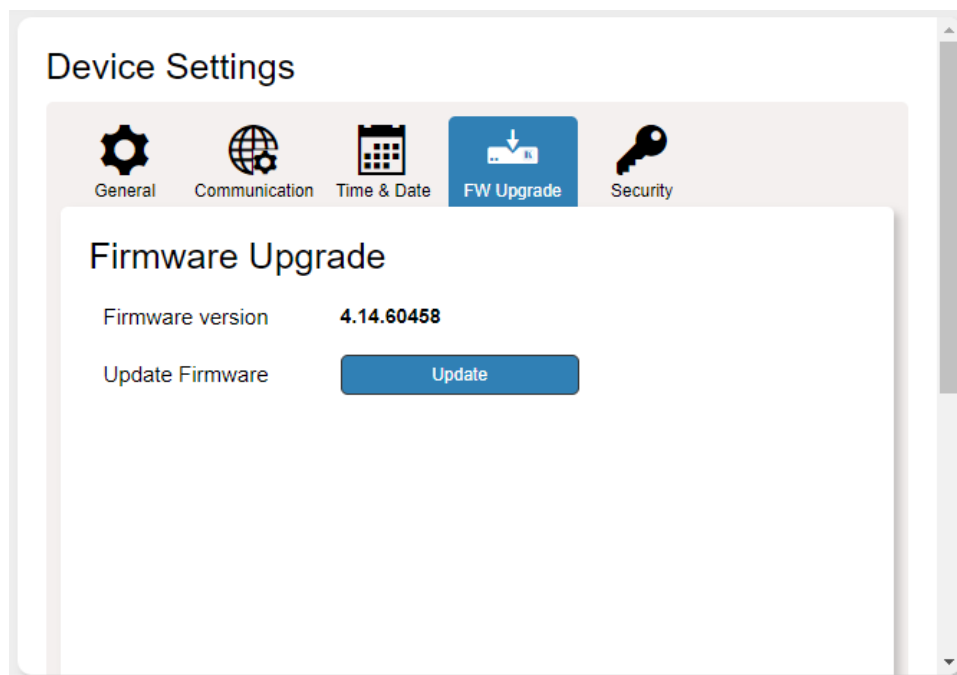 Device Settings
General Communication Time & Date FW Upgrade Security
Firmware Upgrade
Firmware version 4.14.60458
Update Firmware Update